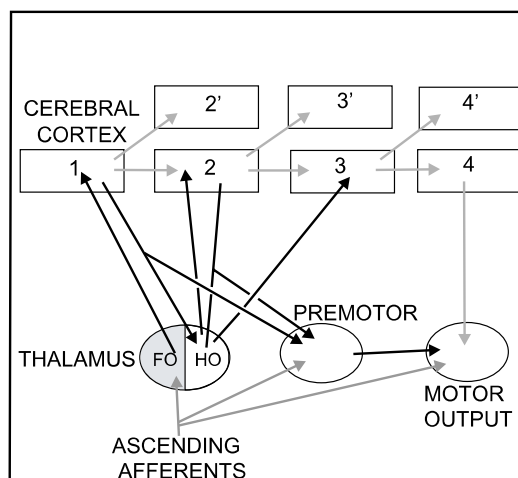 2'
3'
4'
CEREBRAL
CORTEX
1
2
3
4
PREMOTOR
THALAMUS
FO
HO
MOTOR
OUTPUT
ASCENDING
AFFERENTS